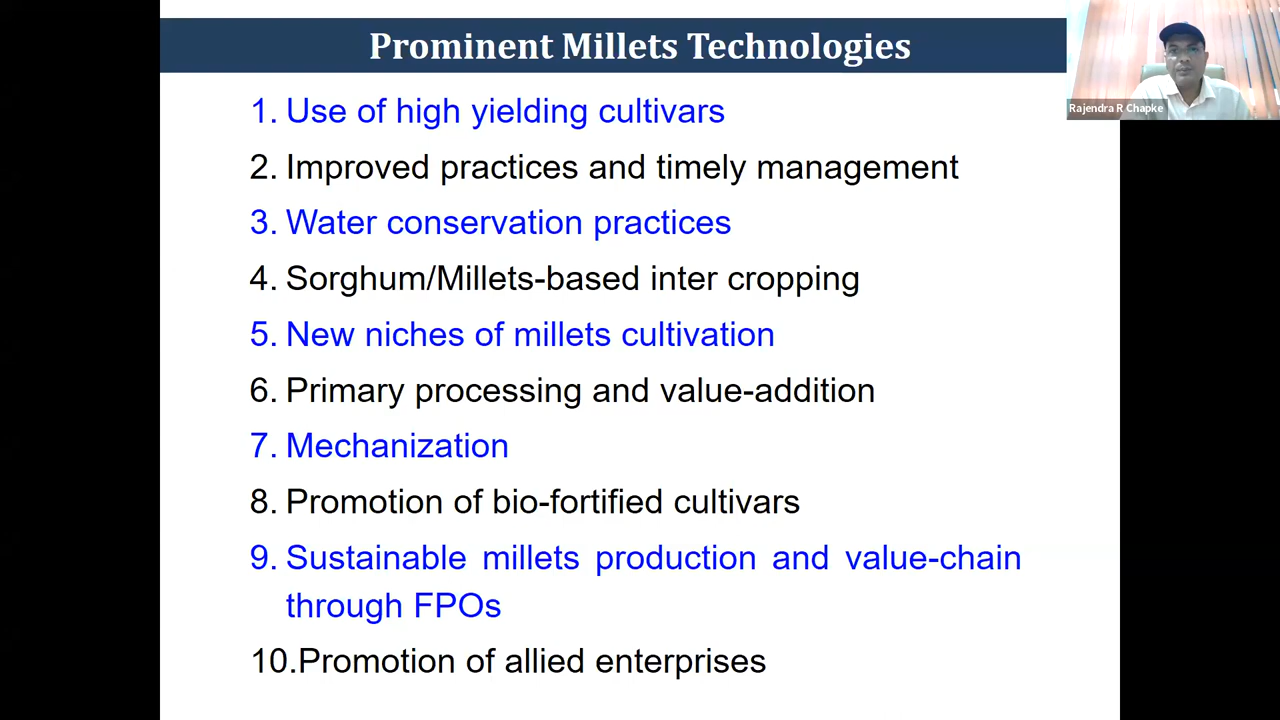 Prominent Millets Technologies
Rajendra R Chapke
1. Use of high yielding cultivars
2. Improved practices and timely management
3. Water conservation practices
4. Sorghum/Millets-based inter cropping
5. New niches of millets cultivation
6. Primary processing and value-addition
7. Mechanization
8. Promotion of bio-fortified cultivars
9. Sustainable millets production and value-chain
through FPOs
10.Promotion of allied enterprises